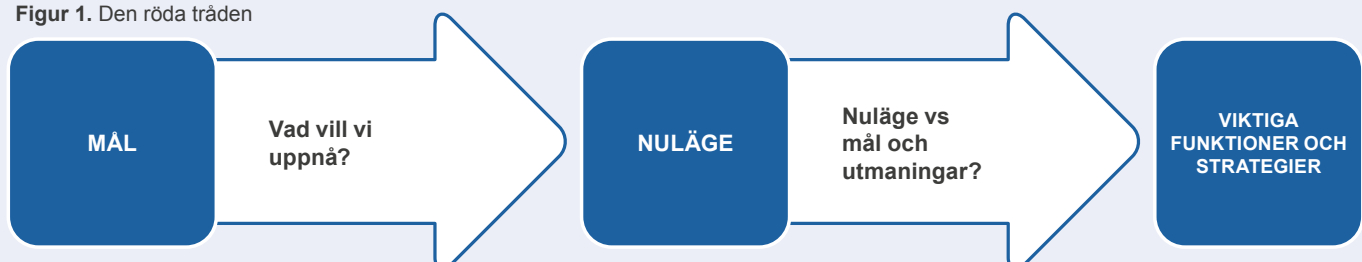 Figur 1. Den röda tråden
MÅL
Vad vill vi
uppnå?
NULÄGE
Nuläge vs
mål och
utmaningar?
VIKTIGA
FUNKTIONER OCH
STRATEGIER